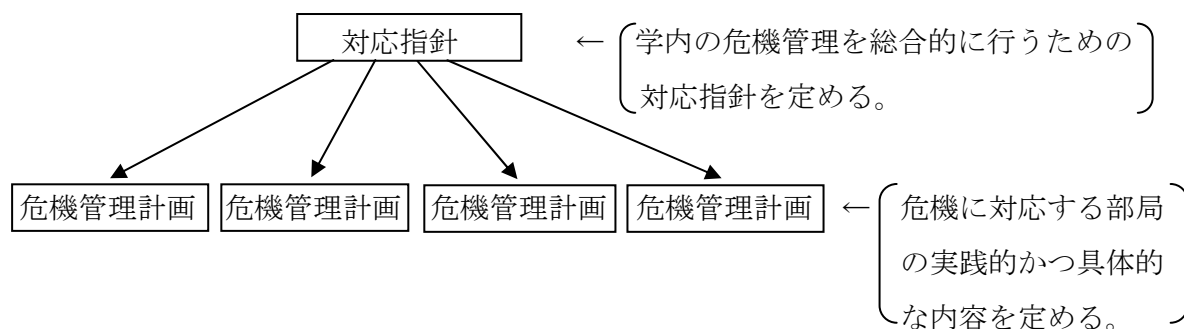 対応指針
← 学内の危機管理を総合的に行うための
対応指針を定める。
危機管理計画 危機管理計画 危機管理計画 危機管理計画
← 危機に対応する部局
の実践的かつ具体的
な内容を定める。